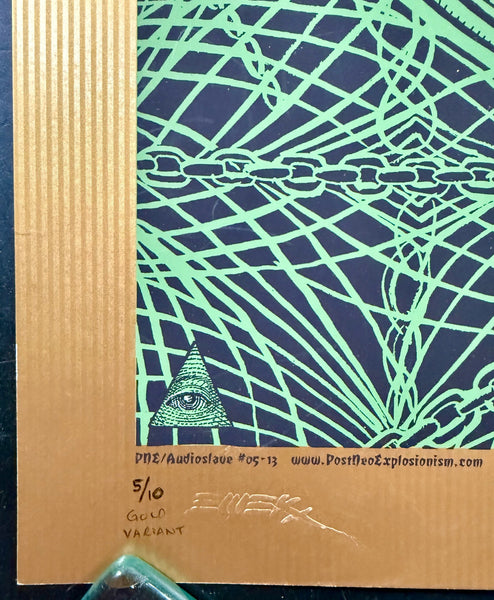 PNE/Audioslave #05-13 www.PostNeoExplosionism.com
5/10
GOLD
VARIANT
EMEK